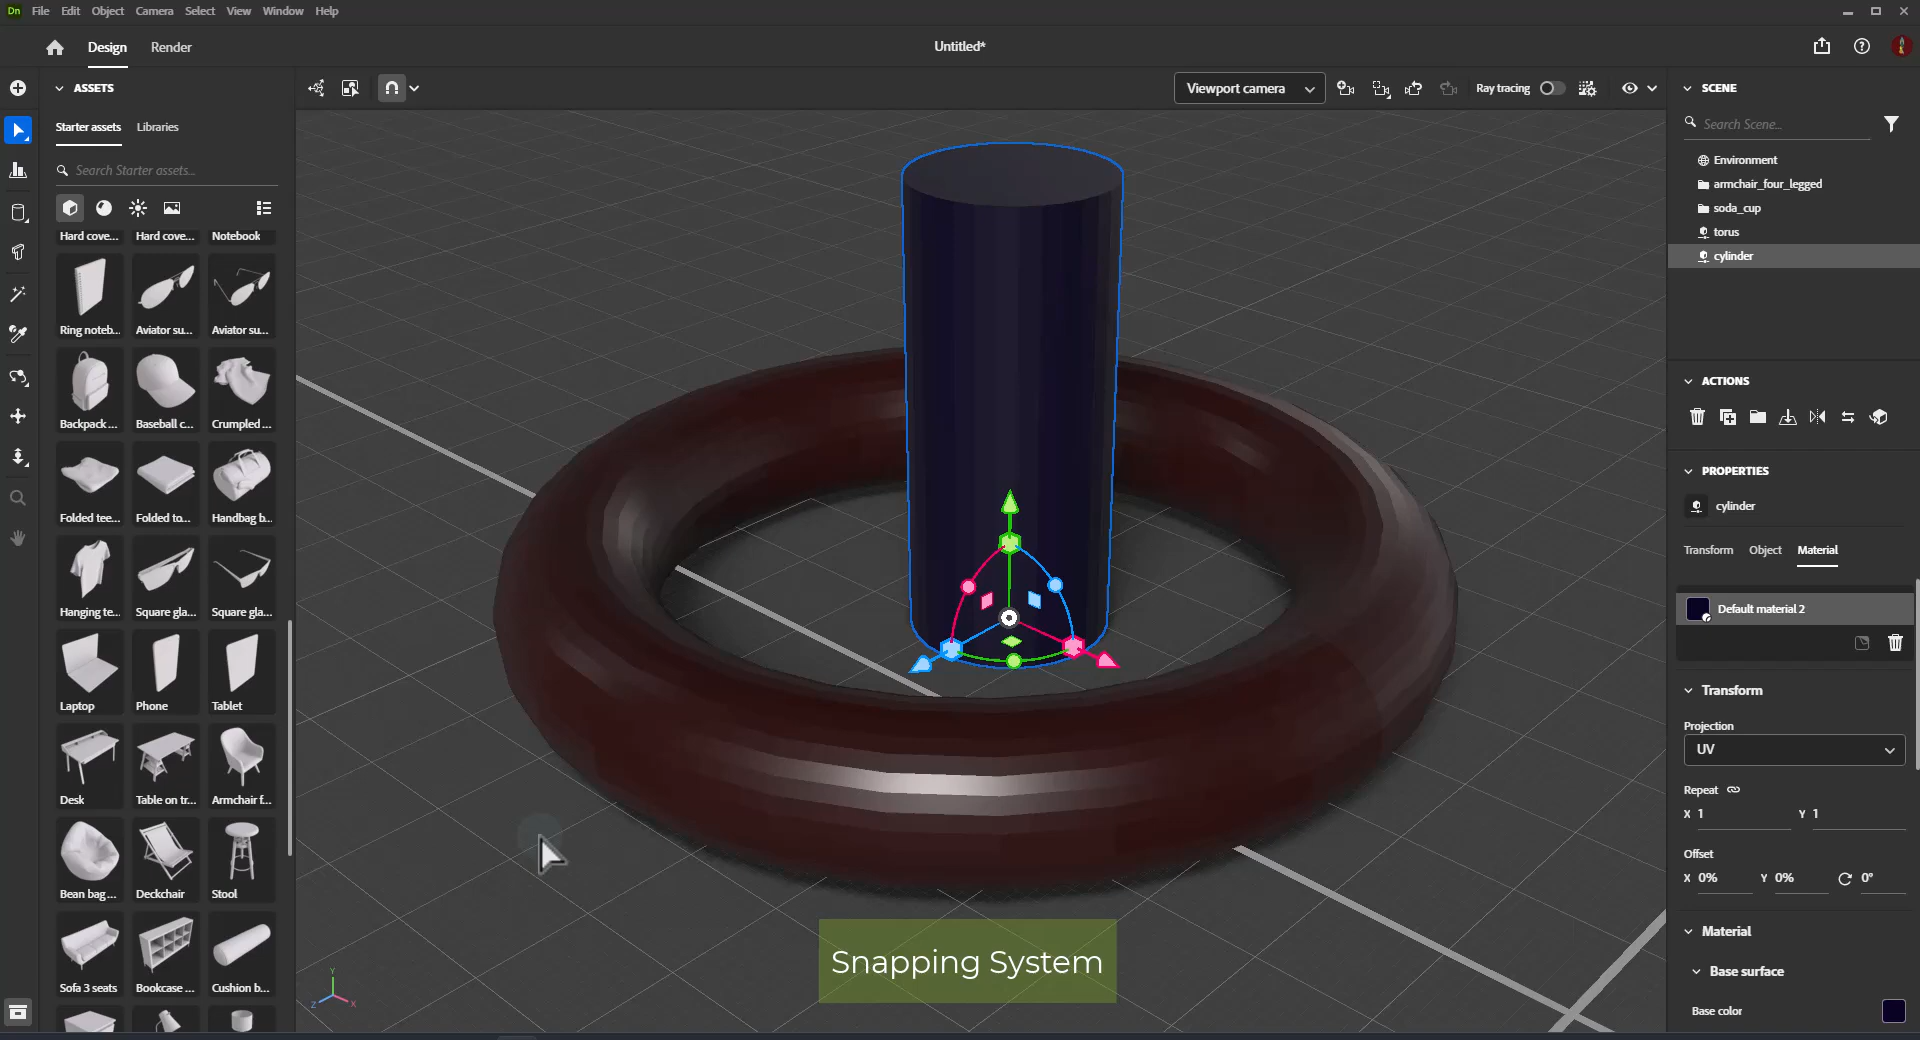 Dn File Edit Object Camera Select View Window Help
Design Render
Untitled*
ASSETS
Starter assets Libraries
Search Starter assets...
Hard cove... Hard cove... Notebook
Ring noteb... Aviator su... Aviator su...
Backpack ... Baseball c... Crumpled ...
Folded tee... Folded to... Handbag b...
Hanging te... Square gla... Square gla...
Laptop Phone Tablet
Desk Table on tr... Armchair f...
Bean bag ... Deckchair Stool
Sofa 3 seats Bookcase ... Cushion b...
Viewport camera
Ray tracing
Y
Z X
Snapping System
SCENE
Search Scene...
Environment
armchair_four_legged
soda_cup
torus
cylinder
ACTIONS
PROPERTIES
cylinder
Transform Object Material
Default material 2
Transform
Projection
UV
Repeat
X 1 Y 1
Offset
X 0% Y 0% 0°
Material
Base surface
Base color